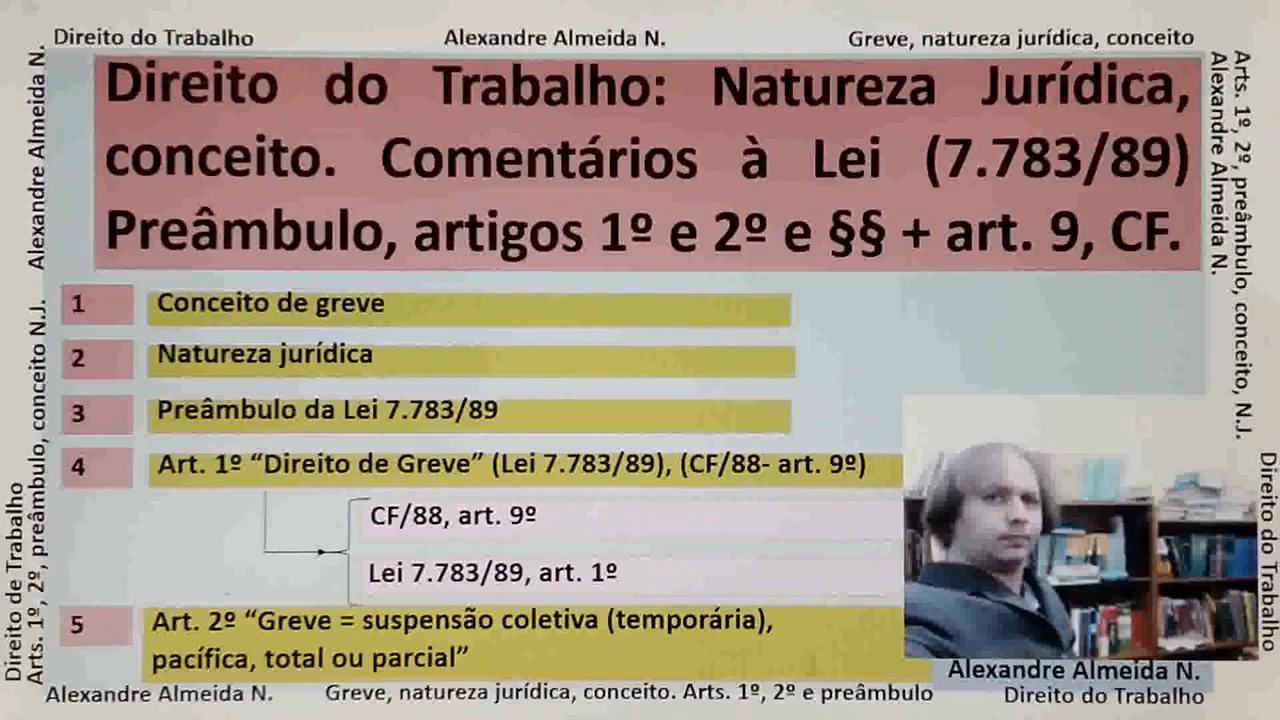 Direito do Trabalho
Alexandre Almeida N.
Greve, natureza jurídica, conceito
Direito do Trabalho: Natureza Jurídica,
conceito. Comentários à Lei (7.783/89)
Preâmbulo, artigos 1º e 2º e §§ + art. 9, CF.
1 Conceito de greve
2 Natureza jurídica
3 Preâmbulo da Lei 7.783/89
4 Art. 1º “Direito de Greve” (Lei 7.783/89), (CF/88- art. 9º)
CF/88, art. 9º
Lei 7.783/89, art. 1º
5 Art. 2º “Greve = suspensão coletiva (temporária),
pacífica, total ou parcial”
Alexandre Almeida N.
Direito do Trabalho
Alexandre Almeida N.
Greve, natureza jurídica, conceito. Arts. 1º, 2º e preâmbulo
Direito de Trabalho
Arts. 1º, 2º, preâmbulo, conceito N.J.
Alexandre Almeida N.
Arts. 1º, 2º, preâmbulo, conceito, N.J.
Alexandre Almeida N.
Direito do Trabalho